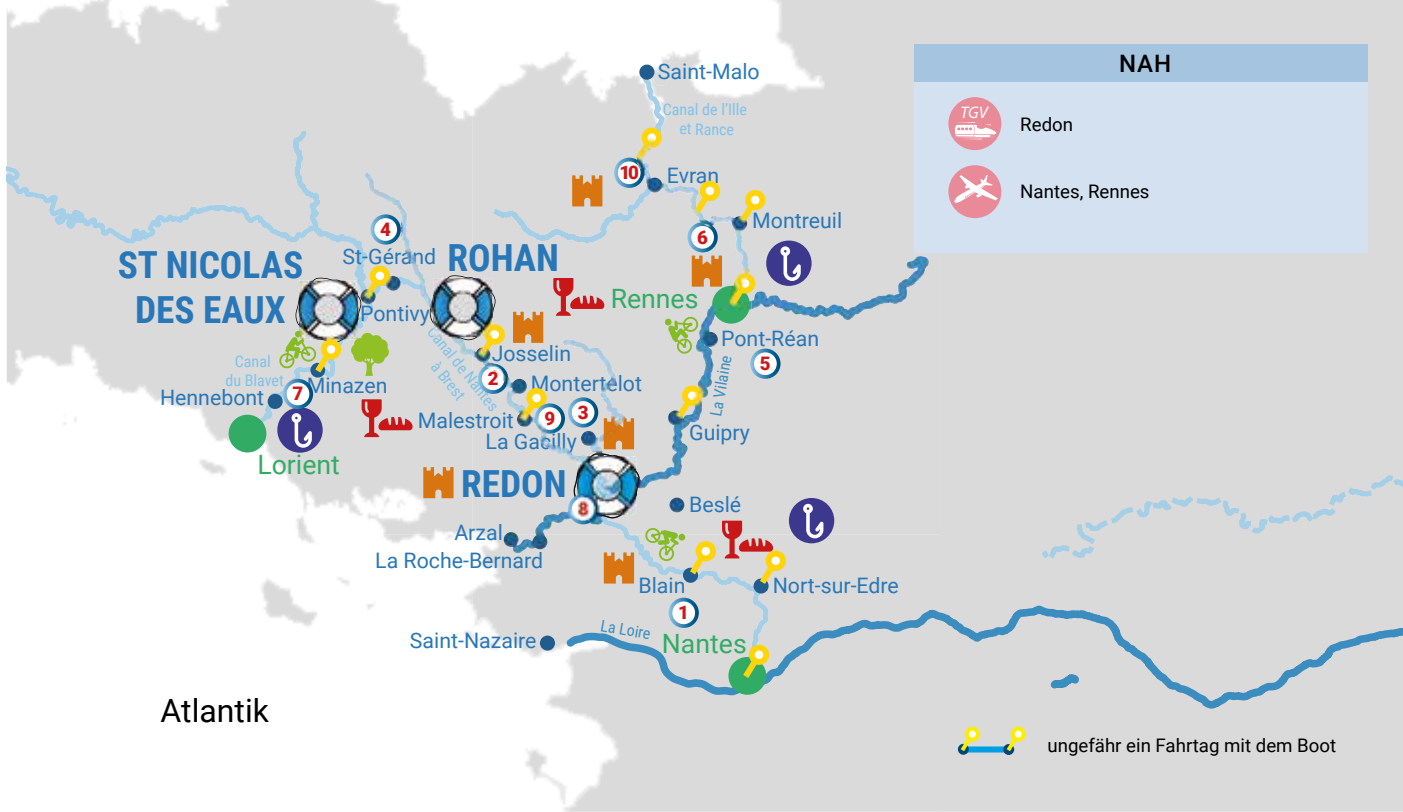 NAH
TGV
Redon
Nantes, Rennes
Saint-Malo
Canal de l'Ille
et Rance
10
Evran
Montreuil
6
4
St-Gérand
ROHAN
ST NICOLAS
DES EAUX
Pontivy
Rennes
Pont-Réan
5
Canal de Nantes
à Brest
Josselin
Canal
du Blavet
Minazen
7
Hennebont
2
Montertelot
La Vilaine
Malestroit
9
3
Guipry
La Gacilly
Lorient
REDON
8
Beslé
Arzal
La Roche-Bernard
Blain
Nort-sur-Edre
1
Saint-Nazaire
La Loire
Nantes
Atlantik
ungefähr ein Fahrtag mit dem Boot